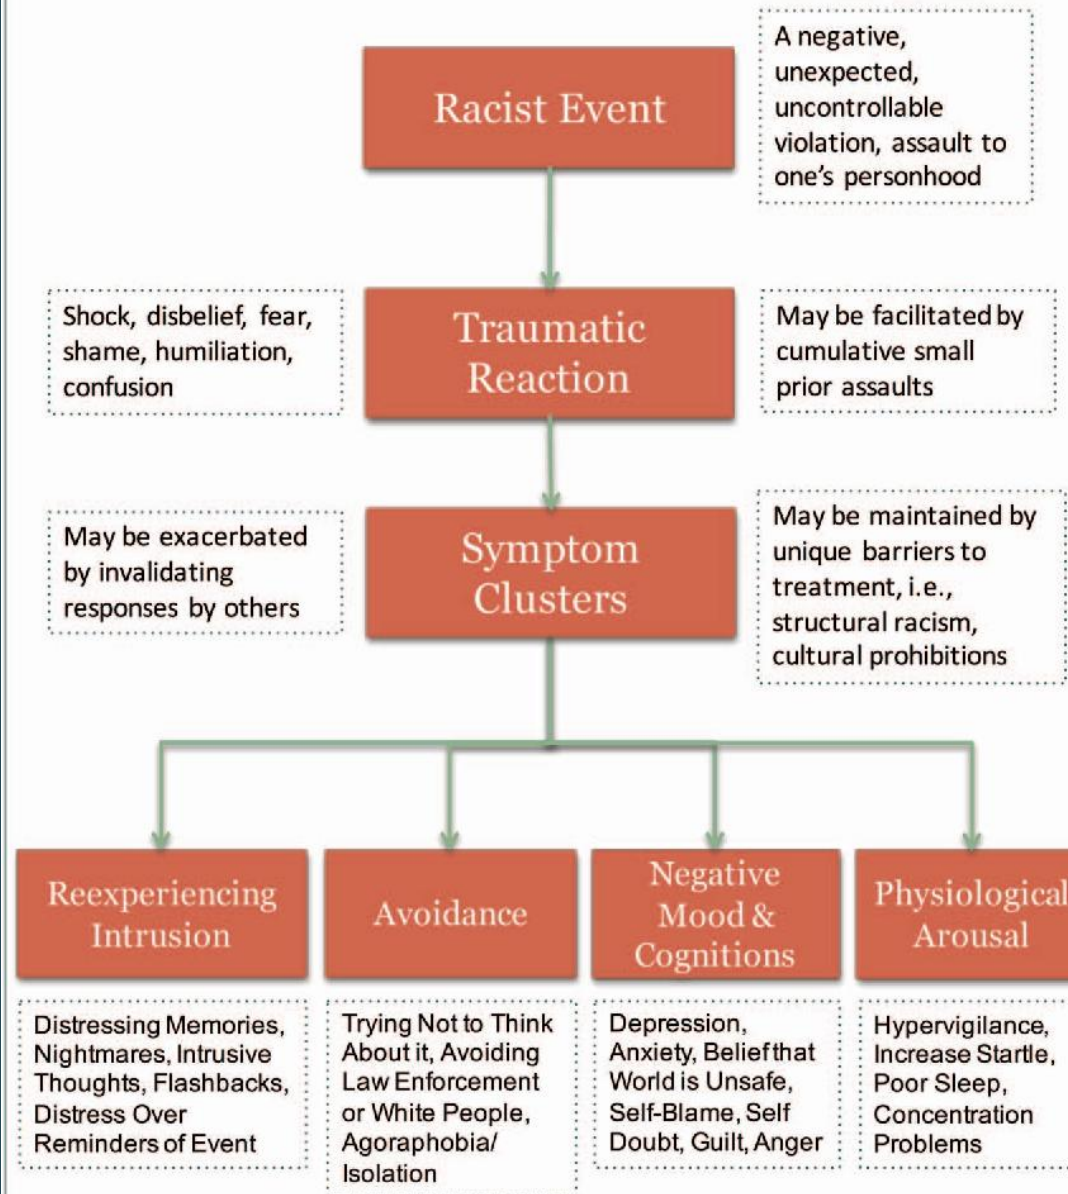 Racist Event
A negative,
unexpected,
uncontrollable
violation, assault to
one's personhood
Shock, disbelief, fear,
shame, humiliation,
confusion
Traumatic
Reaction
May be facilitated by
cumulative small
prior assaults
May be exacerbated
by invalidating
responses by others
Symptom
Clusters
May be maintained by
unique barriers to
treatment, i.e.,
structural racism,
cultural prohibitions
Reexperiencing
Intrusion
Avoidance
Negative
Mood &
Cognitions
Physiological
Arousal
Distressing Memories,
Nightmares, Intrusive
Thoughts, Flashbacks,
Distress Over
Reminders of Event
Trying Not to Think
About it, Avoiding
Law Enforcement
or White People,
Agoraphobia/
Isolation
Depression,
Anxiety, Belief that
World is Unsafe,
Self-Blame, Self
Doubt, Guilt, Anger
Hypervigilance,
Increase Startle,
Poor Sleep,
Concentration
Problems